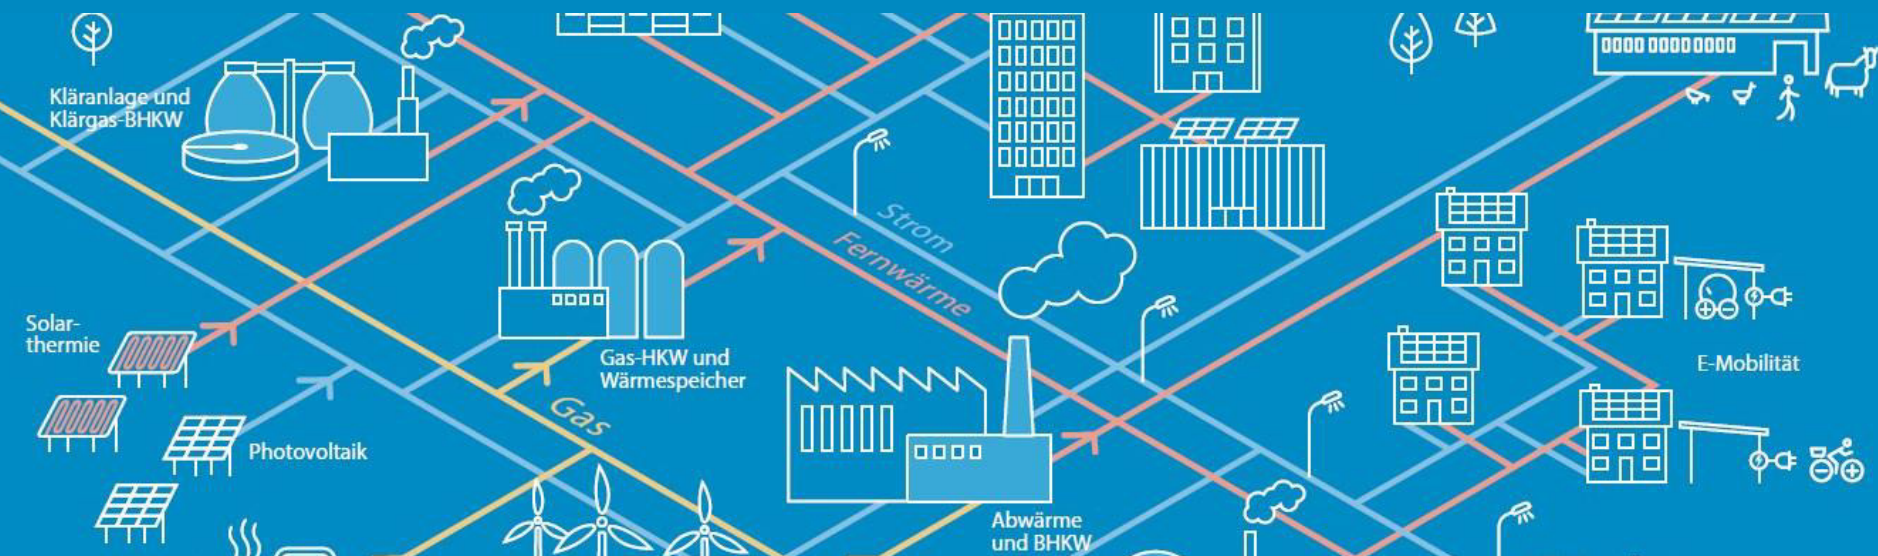 Kläranlage und
Klärgas-BHKW
Strom
Fernwärme
Solar-
thermie
Gas-HKW und
Wärmespeicher
E-Mobilität
Gas
Photovoltaik
Abwärme
und BHKW